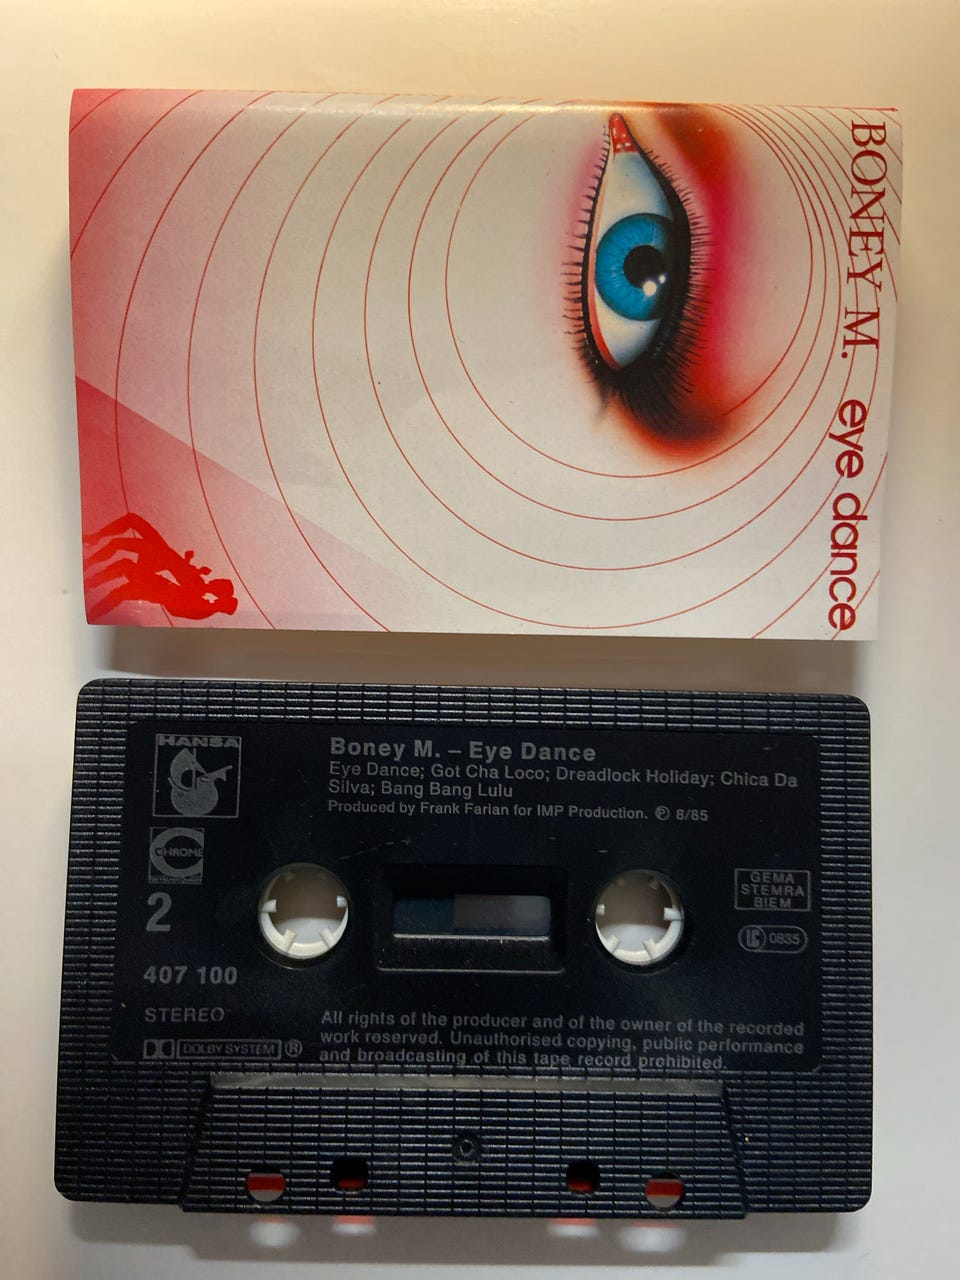 BONEY M. eye dance
HANSA
Boney M. – Eye Dance
Eye Dance; Got Cha Loco; Dreadlock Holiday; Chica Da
Silva; Bang Bang Lulu
Produced by Frank Farian for IMP Production. ℗ 8/85
CHROME
2
GEMA
STEMRA
BIEM
LC 0835
407 100
STEREO
DOLBY SYSTEM ®
All rights of the producer and of the owner of the recorded
work reserved. Unauthorised copying, public performance
and broadcasting of this tape record prohibited.